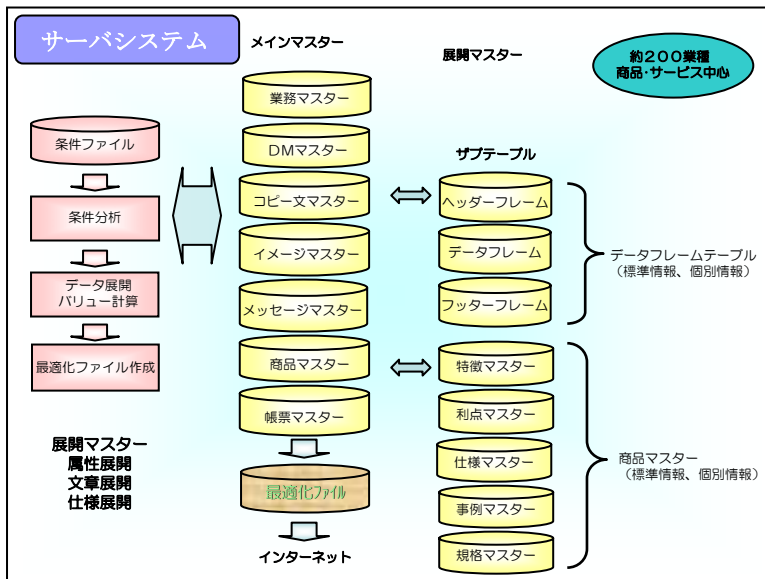 サーバシステム
メインマスター
展開マスター
約２００業種
商品・サービス中心
業務マスター
条件ファイル
DMマスター
ザブテーブル
条件分析
コピー文マスター
ヘッダーフレーム
イメージマスター
データフレーム
データフレームテーブル
（標準情報、個別情報）
データ展開
バリュー計算
メッセージマスター
フッターフレーム
最適化ファイル作成
商品マスター
特徴マスター
帳票マスター
利点マスター
展開マスター
属性展開
文章展開
仕様展開
仕様マスター
商品マスター
（標準情報、個別情報）
最適化ﾌｧｲﾙ
事例マスター
インターネット
規格マスター